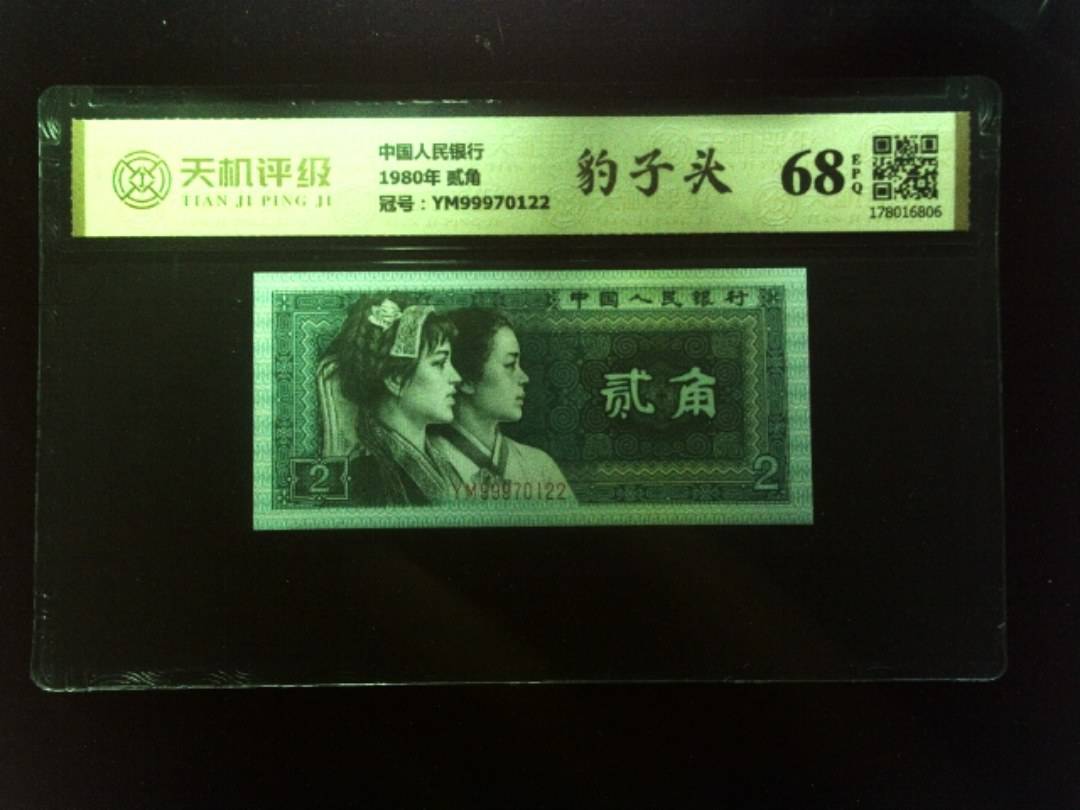 天机评级
TIAN JI PING JI
中国人民银行
1980年 贰角
冠号：YM99970122
豹子头
68
EPQ
178016806
中国人民银行
贰角
2
YM99970122
2